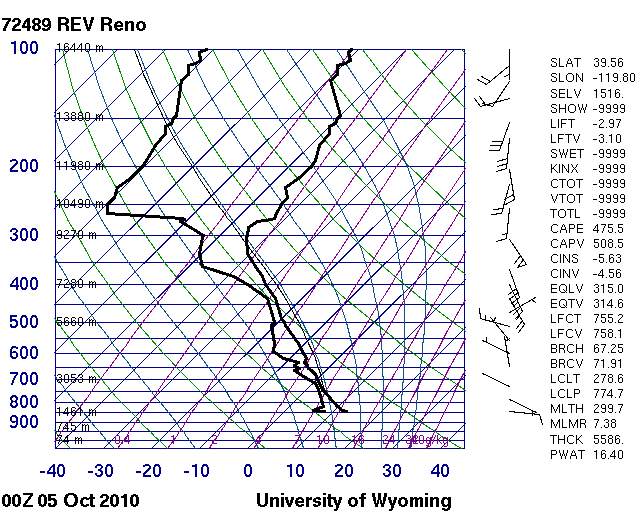 72489 REV Reno
100 16440 m
13880 m
200 11980 m
10490 m
300 9270 m
400 7280 m
500 5660 m
600
700 3053 m
800 1461 m
745 m
900
74 m 0.4 1 2 4 7 10 16 24 32 40g/kg
-40 -30 -20 -10 0 10 20 30 40
00Z 05 Oct 2010 University of Wyoming
SLAT 39.56
SLON -119.80
SELV 1516.
SHOW -9999
LIFT -2.97
LFTV -3.10
SWET -9999
KINX -9999
CTOT -9999
VTOT -9999
TOTL -9999
CAPE 475.5
CAPV 508.5
CINS -5.63
CINV -4.56
EQLV 315.0
EQTV 314.6
LFCT 755.2
LFCV 758.1
BRCH 67.25
BRCV 71.91
LCLT 278.6
LCLP 774.7
MLTH 299.7
MLMR 7.38
THCK 5586.
PWAT 16.40